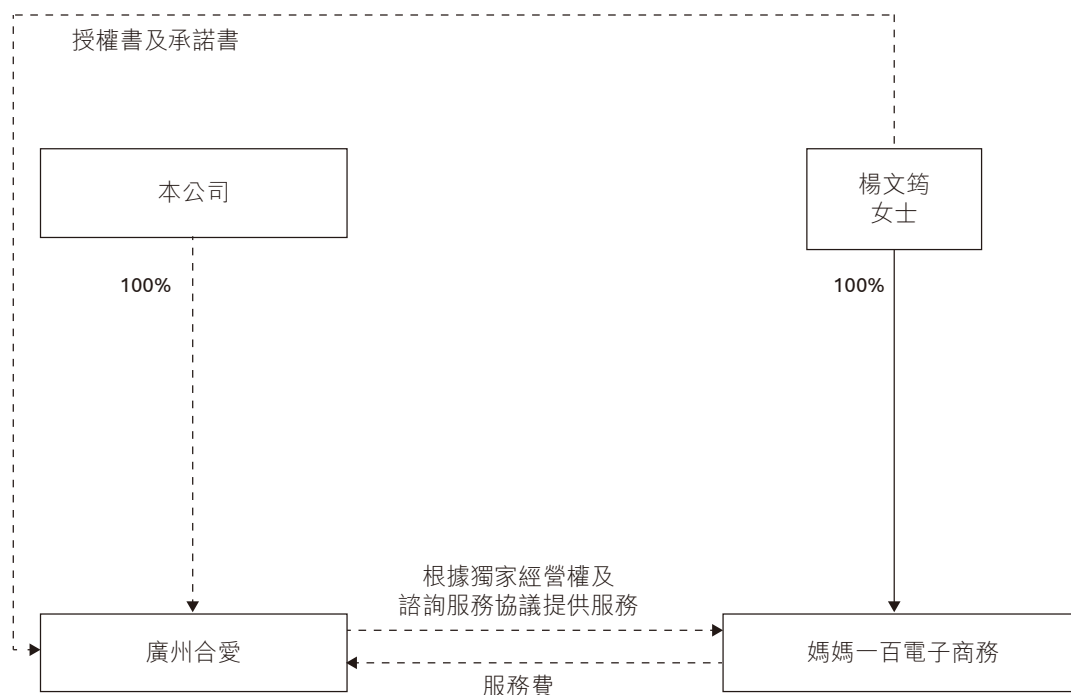 授權書及承諾書
本公司
楊文筠
女士
100%
100%
根據獨家經營權及
諮詢服務協議提供服務
廣州合愛
媽媽一百電子商務
服務費